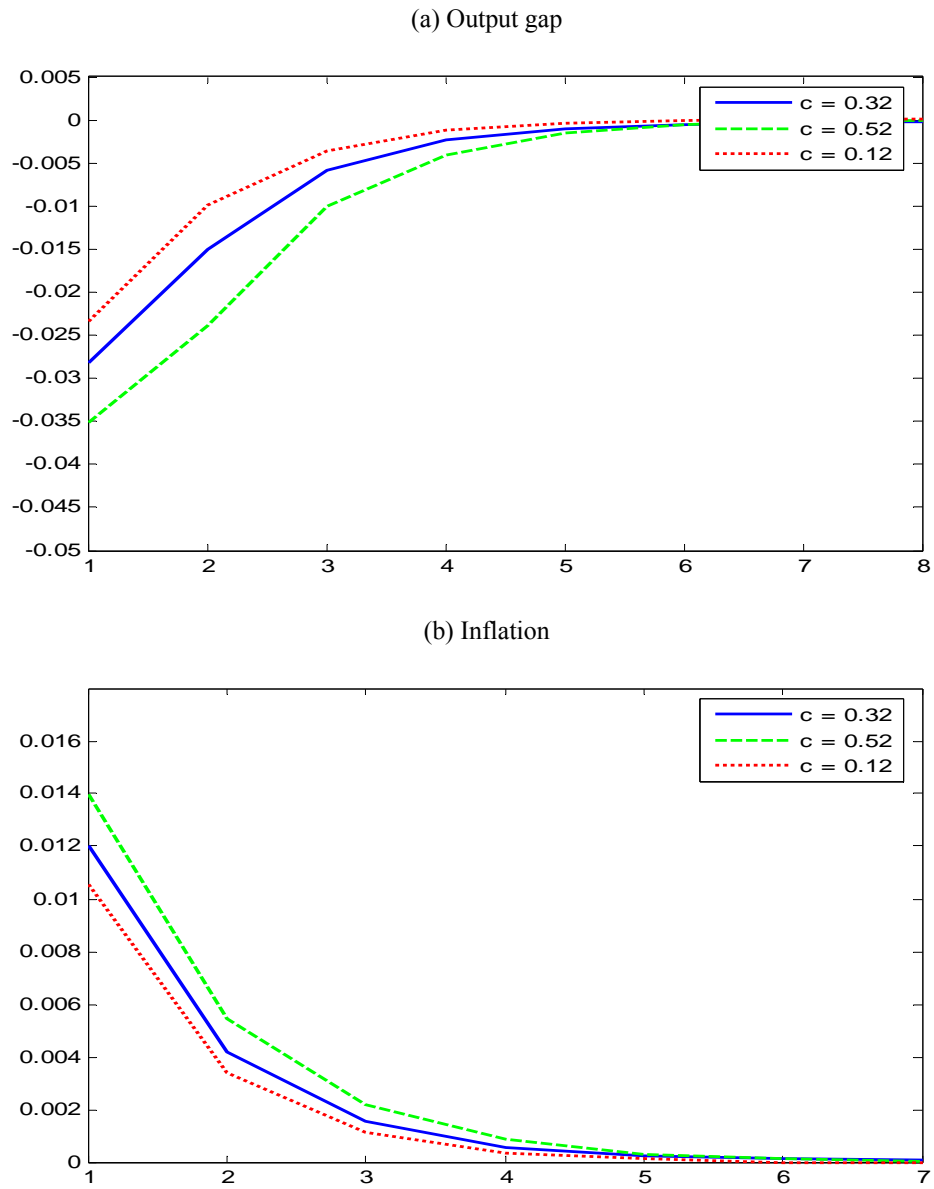 (a) Output gap
0.005
0
-0.005
-0.01
-0.015
-0.02
-0.025
-0.03
-0.035
-0.04
-0.045
-0.05
1 2 3 4 5 6 7 8
c = 0.32
c = 0.52
c = 0.12
(b) Inflation
0.016
0.014
0.012
0.01
0.008
0.006
0.004
0.002
0
1 2 3 4 5 6 7
c = 0.32
c = 0.52
c = 0.12